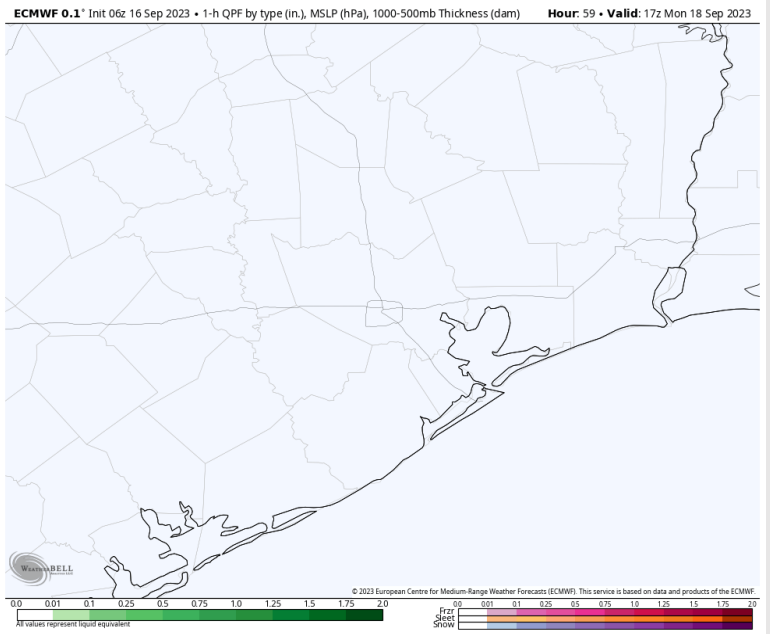 ECMWF 0.1° Init 06z 16 Sep 2023 • 1-h QPF by type (in.), MSLP (hPa), 1000-500mb Thickness (dam) Hour: 59 • Valid: 17z Mon 18 Sep 2023
WEATHERBELL
© 2023 European Centre for Medium-Range Weather Forecasts (ECMWF). This service is based on data and products of the ECMWF.
0.0 0.01 0.1 0.25 0.5 0.75 1.0 1.25 1.5 1.75 2.0
All values represent liquid equivalent
0.0 0.01 0.1 0.25 0.5 0.75 1.0 1.25 1.5 1.75 2.0
Frzr
Sleet
Snow